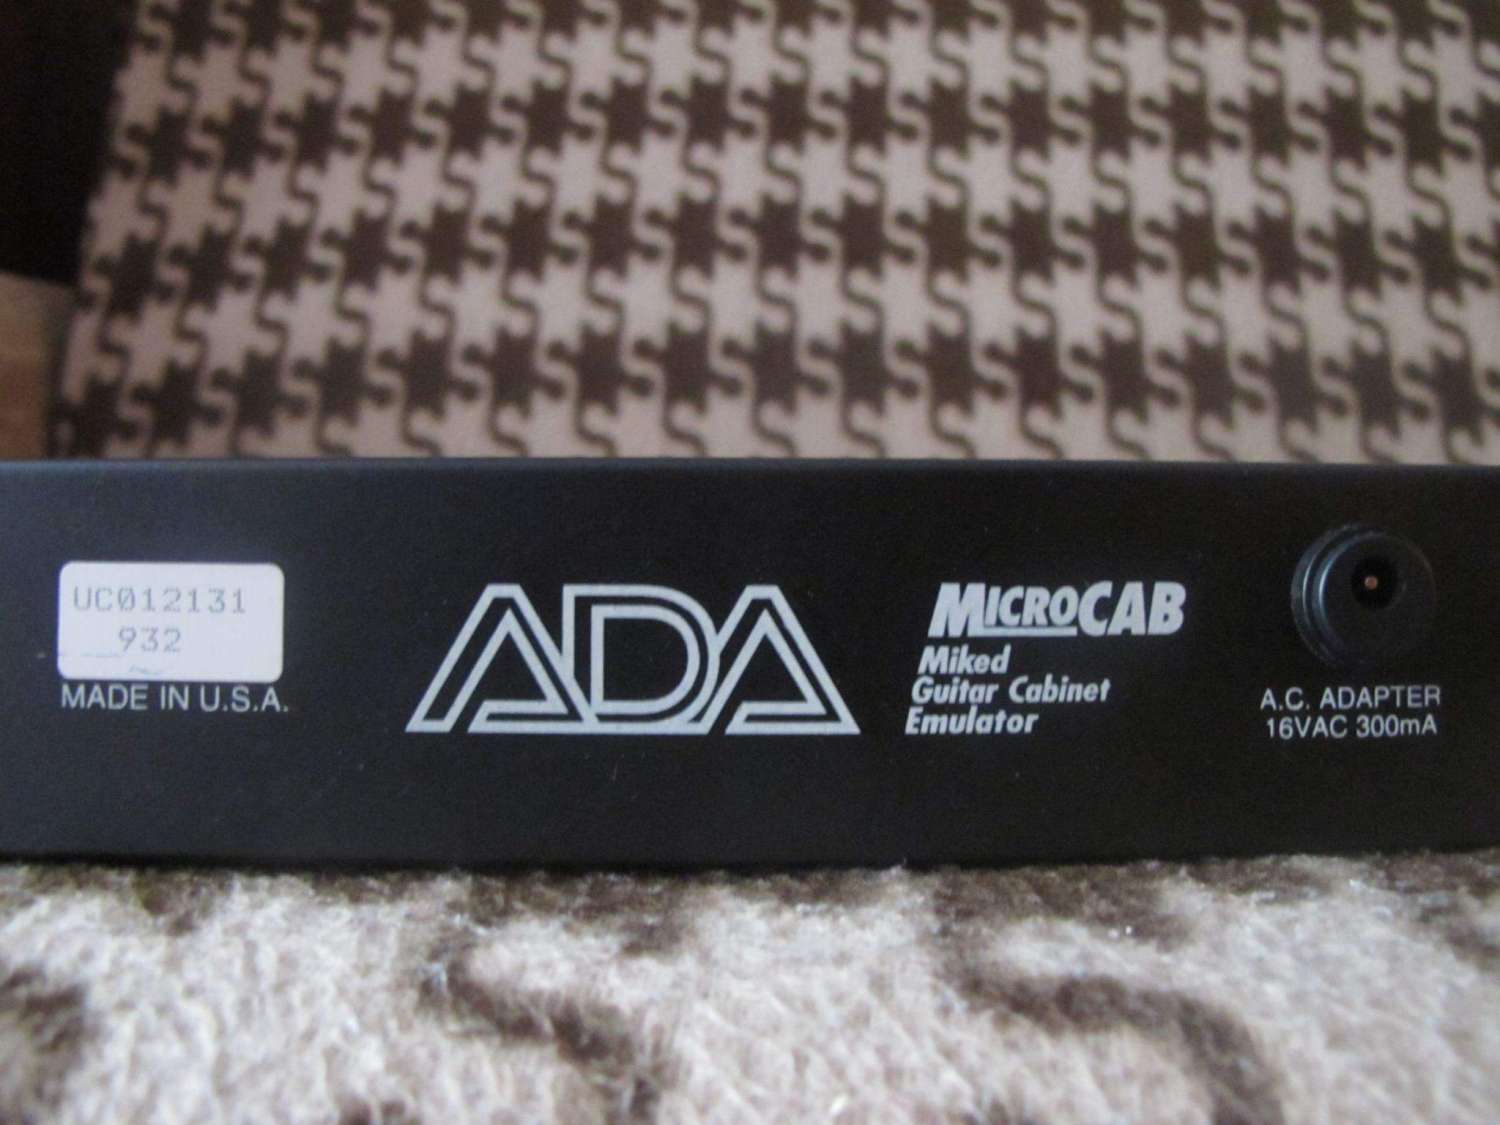 UC012131
932
MADE IN U.S.A.
ADA
MICROCAB
Miked
Guitar Cabinet
Emulator
A.C. ADAPTER
16VAC 300mA